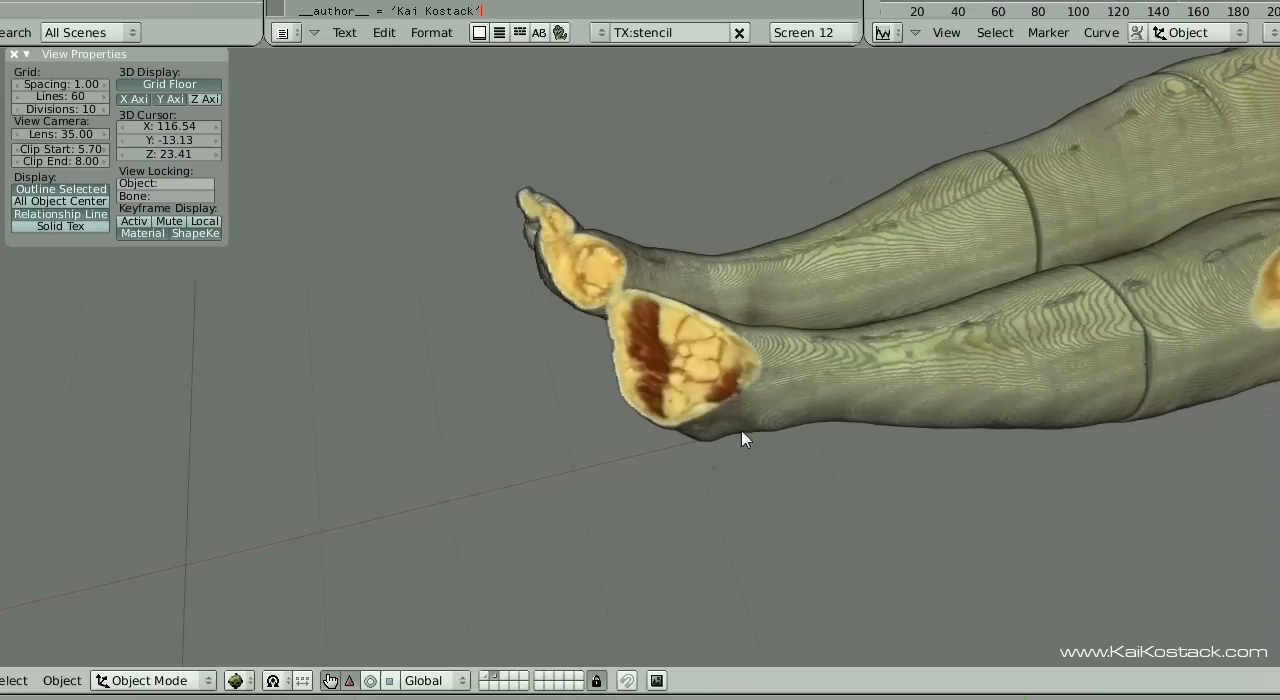 __author__ = 'Kai Kostack'
earch All Scenes
Text Edit Format AB TX:stencil Screen 12
20 40 60 80 100 120 140 160 180 20
View Select Marker Curve Object
View Properties
Grid:
Spacing: 1.00
Lines: 60
Divisions: 10
View Camera:
Lens: 35.00
Clip Start: 5.70
Clip End: 8.00
Display:
Outline Selected
All Object Center
Relationship Line
Solid Tex
3D Display:
Grid Floor
X Axi Y Axi Z Axi
3D Cursor:
X: 116.54
Y: -13.13
Z: 23.41
View Locking:
Object:
Bone:
Keyframe Display:
Activ Mute Local
Material ShapeKe
www.KaiKostack.com
elect Object Object Mode Global